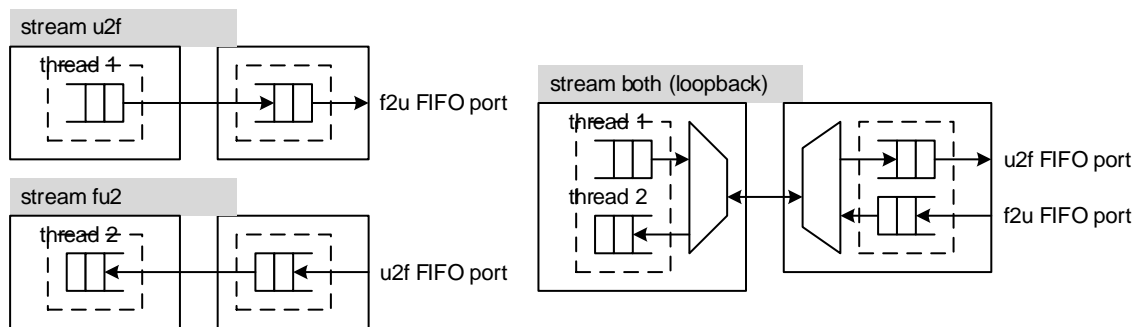 stream u2f
thread 1
f2u FIFO port
stream fu2
thread 2
u2f FIFO port
stream both (loopback)
thread 1
thread 2
u2f FIFO port
f2u FIFO port